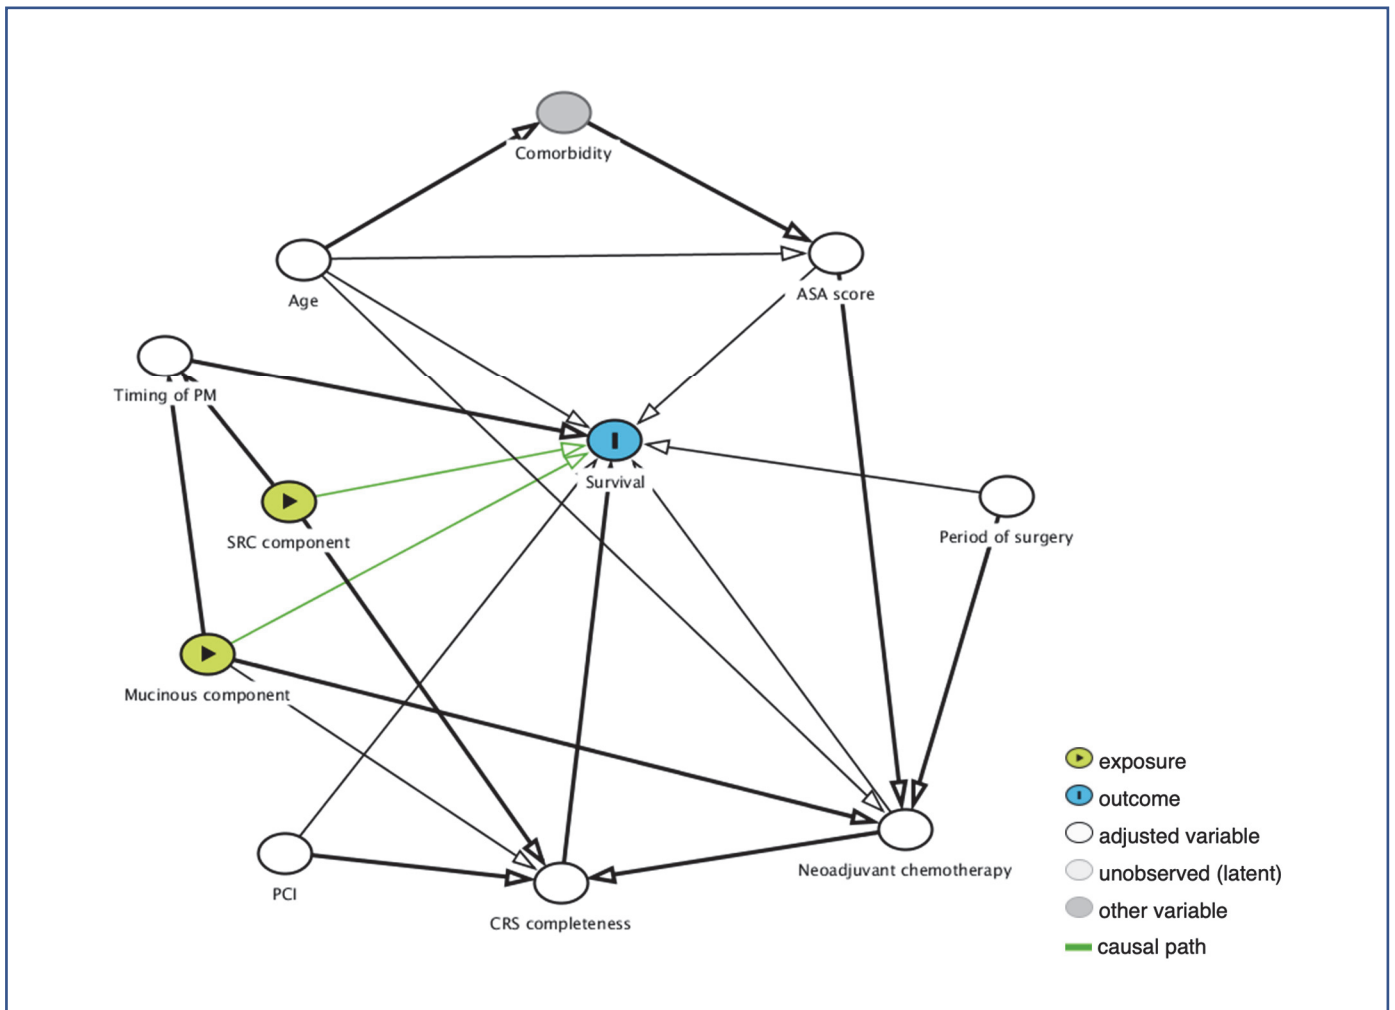 Comorbidity
Age
ASA score
Timing of PM
Survival
SRC component
Period of surgery
Mucinous component
PCI
CRS completeness
Neoadjuvant chemotherapy
exposure
outcome
adjusted variable
unobserved (latent)
other variable
causal path